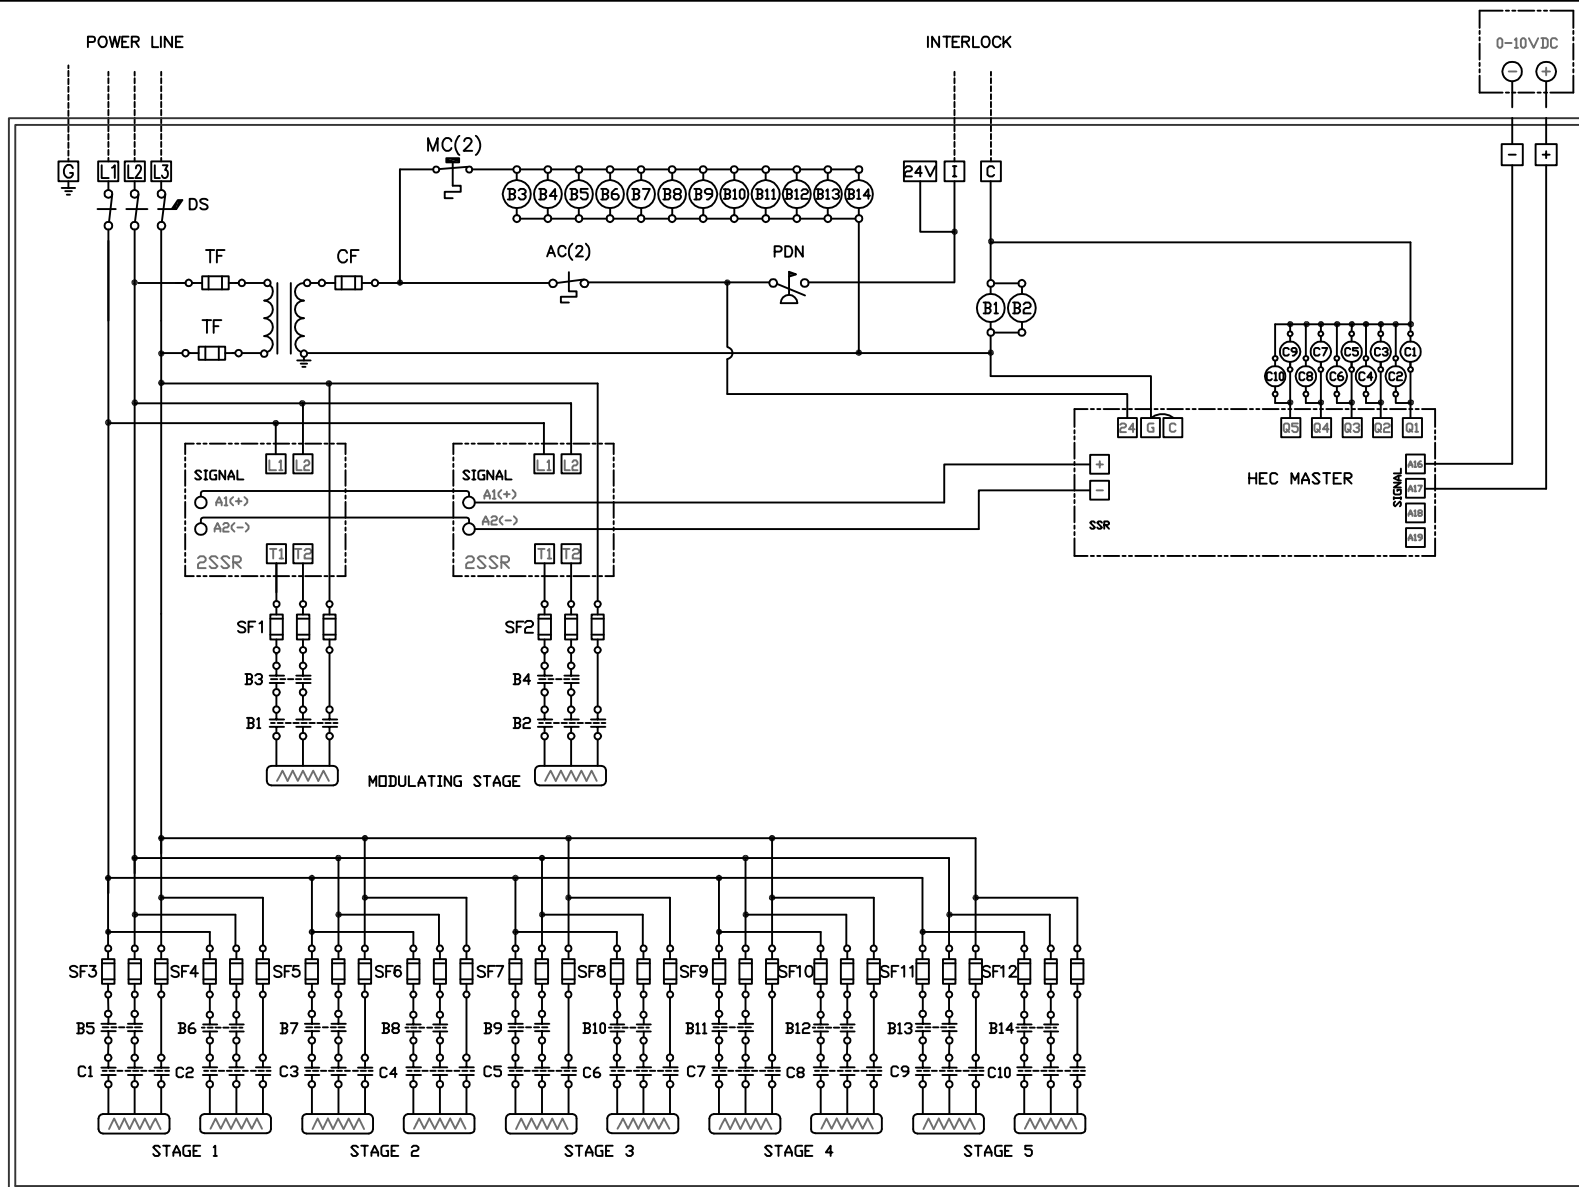 POWER LINE INTERLOCK 0-10VDC
− +
MC(2)
G L1 L2 L3 24V I C − +
B3 B4 B5 B6 B7 B8 B9 B10 B11 B12 B13 B14
DS
TF CF AC(2) PDN
B1 B2
TF
C9 C7 C5 C3 C1
C10 C8 C6 C4 C2
24 G C Q5 Q4 Q3 Q2 Q1
L1 L2 L1 L2 + A16
SIGNAL SIGNAL HEC MASTER SIGNAL
A1(+) A1(+) − A17
A2(-) A2(-) SSR A18
2SSR T1 T2 2SSR T1 T2 A19
SF1 SF2
B3 B4
B1 B2
MODULATING STAGE
SF3 SF4 SF5 SF6 SF7 SF8 SF9 SF10 SF11 SF12
B5 B6 B7 B8 B9 B10 B11 B12 B13 B14
C1 C2 C3 C4 C5 C6 C7 C8 C9 C10
STAGE 1 STAGE 2 STAGE 3 STAGE 4 STAGE 5